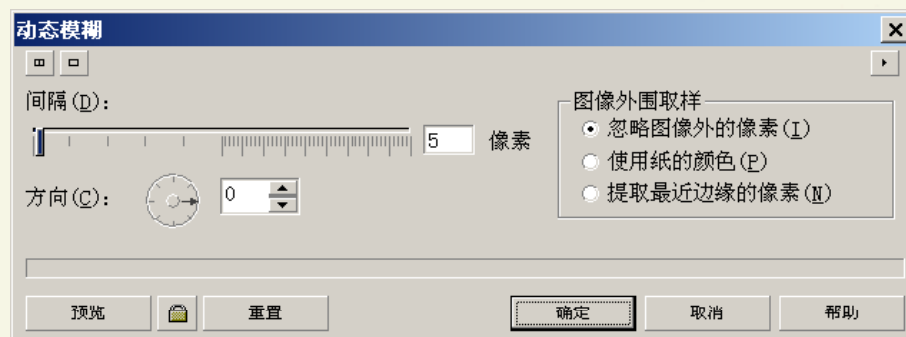 动态模糊
间隔(D):
5 像素
方向(C):
0
图像外围取样
忽略图像外的像素(I)
使用纸的颜色(P)
提取最近边缘的像素(N)
预览 重置 确定 取消 帮助